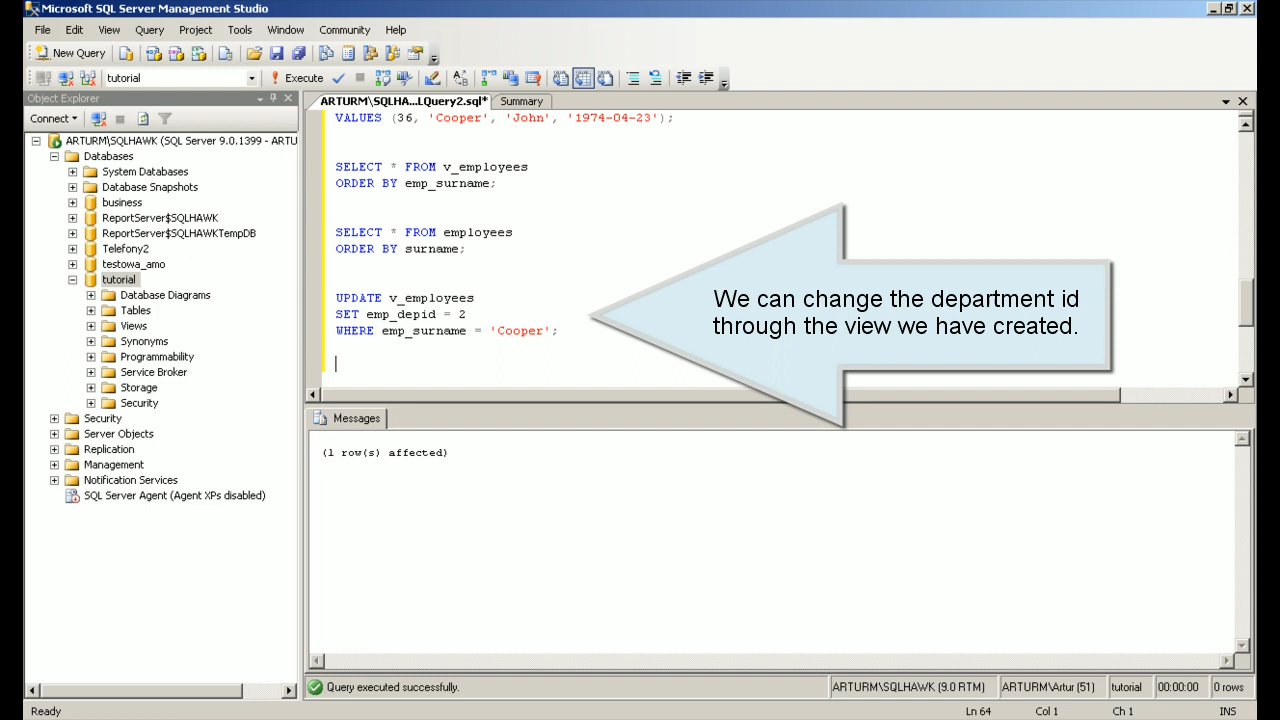 Microsoft SQL Server Management Studio
File Edit View Query Project Tools Window Community Help
New Query
tutorial Execute
Object Explorer
Connect
ARTURM\SQLHAWK (SQL Server 9.0.1399 - ARTU
Databases
System Databases
Database Snapshots
business
ReportServer$SQLHAWK
ReportServer$SQLHAWKTempDB
Telefony2
testowa_amo
tutorial
Database Diagrams
Tables
Views
Synonyms
Programmability
Service Broker
Storage
Security
Security
Server Objects
Replication
Management
Notification Services
SQL Server Agent (Agent XPs disabled)
ARTURM\SQLHA...LQuery2.sql* Summary
VALUES (36, 'Cooper', 'John', '1974-04-23');
SELECT * FROM v_employees
ORDER BY emp_surname;
SELECT * FROM employees
ORDER BY surname;
UPDATE v_employees
SET emp_depid = 2
WHERE emp_surname = 'Cooper';
We can change the department id
through the view we have created.
Messages
(1 row(s) affected)
Query executed successfully. ARTURM\SQLHAWK (9.0 RTM) ARTURM\Artur (51) tutorial 00:00:00 0 rows
Ready Ln 64 Col 1 Ch 1 INS